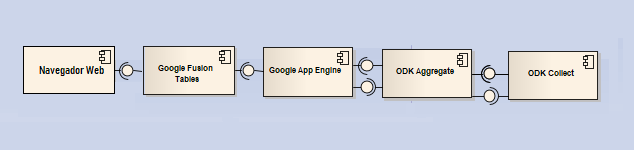 Navegador Web
Google Fusion
Tables
Google App Engine
ODK Aggregate
ODK Collect